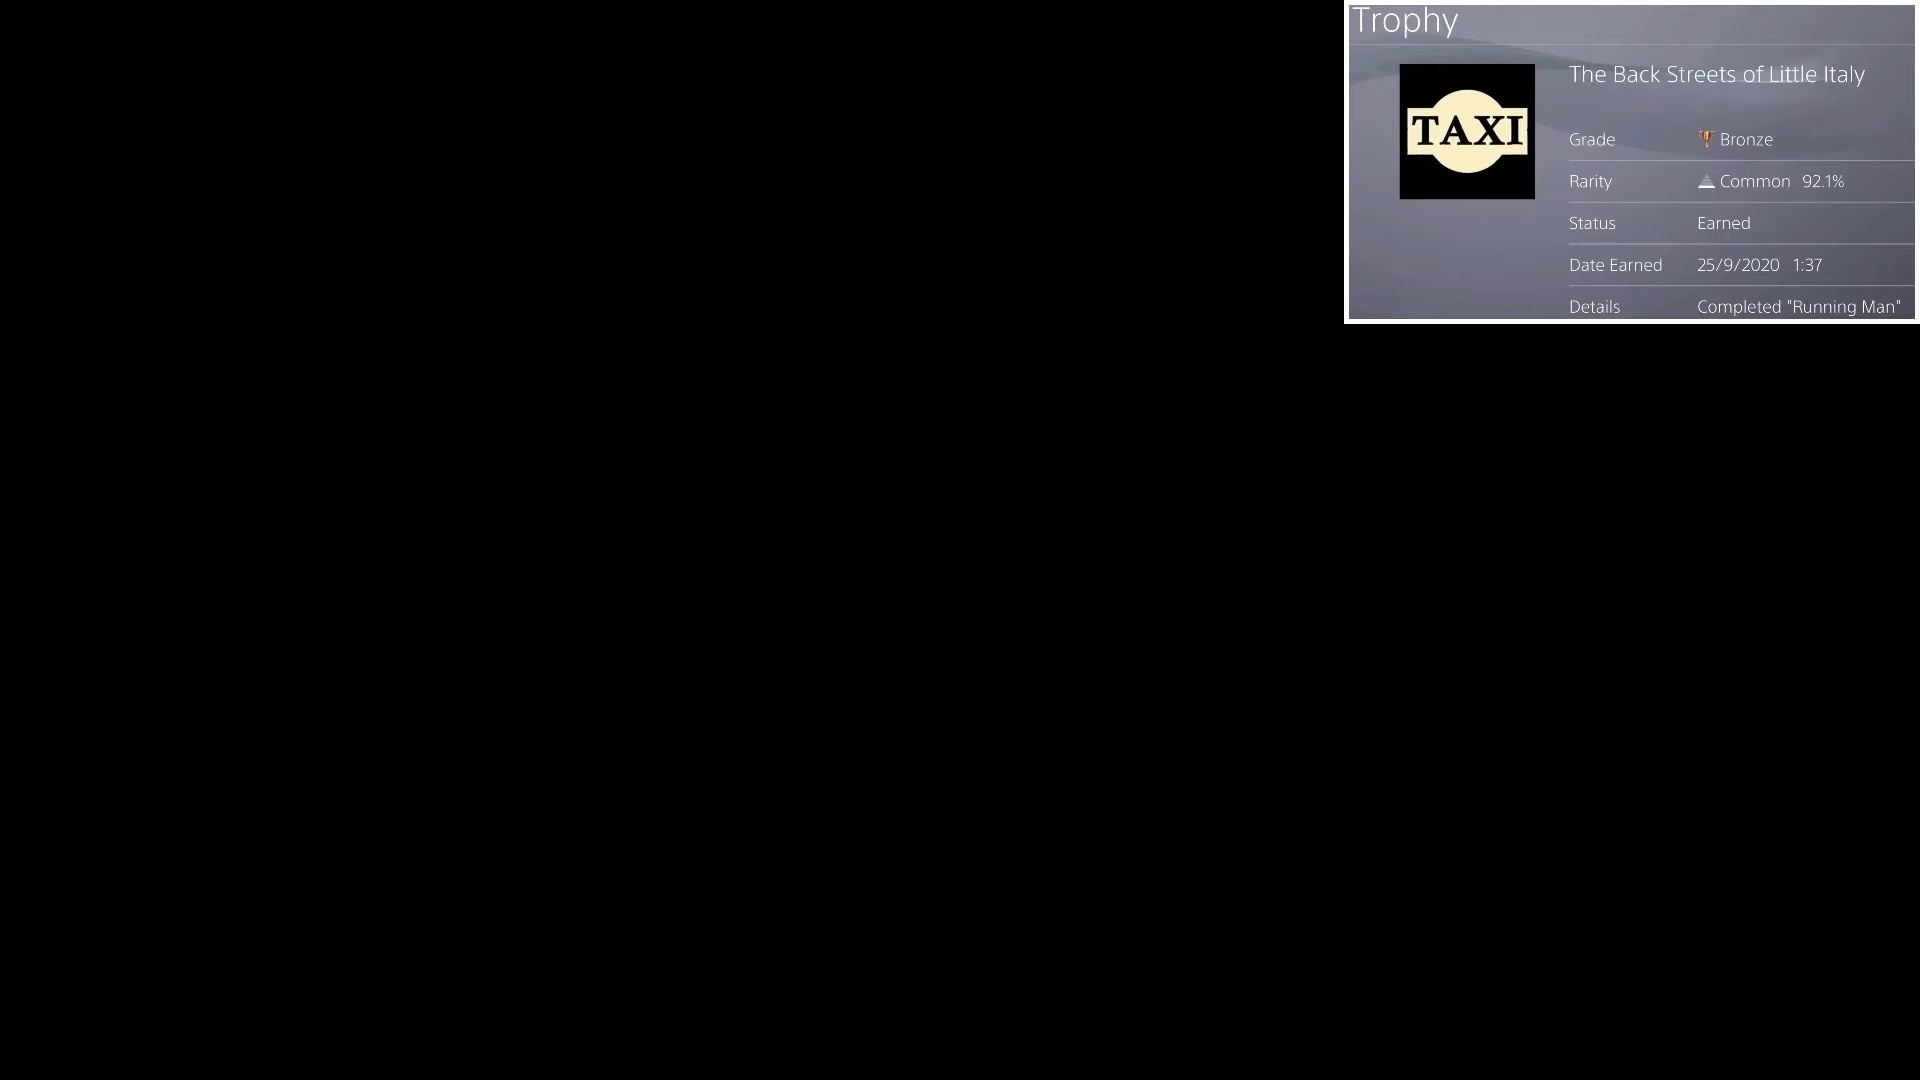 Trophy
TAXI
The Back Streets of Little Italy
Grade Bronze
Rarity Common 92.1%
Status Earned
Date Earned 25/9/2020 1:37
Details Completed "Running Man"